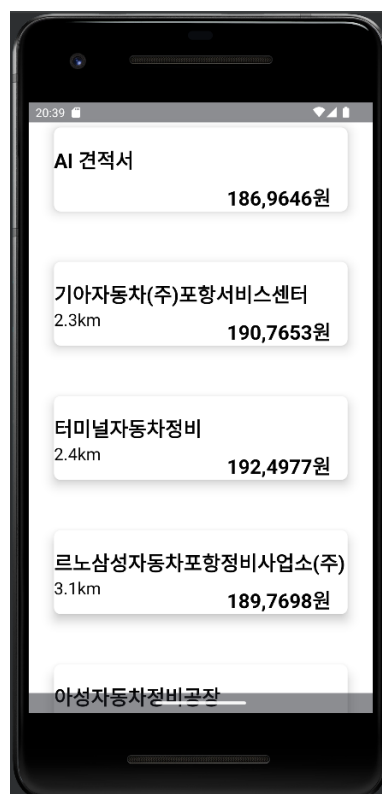 20:39
AI 견적서
186,9646원
기아자동차(주)포항서비스센터
2.3km
190,7653원
터미널자동차정비
2.4km
192,4977원
르노삼성자동차포항정비사업소(주)
3.1km
189,7698원
아성자동차정비공장